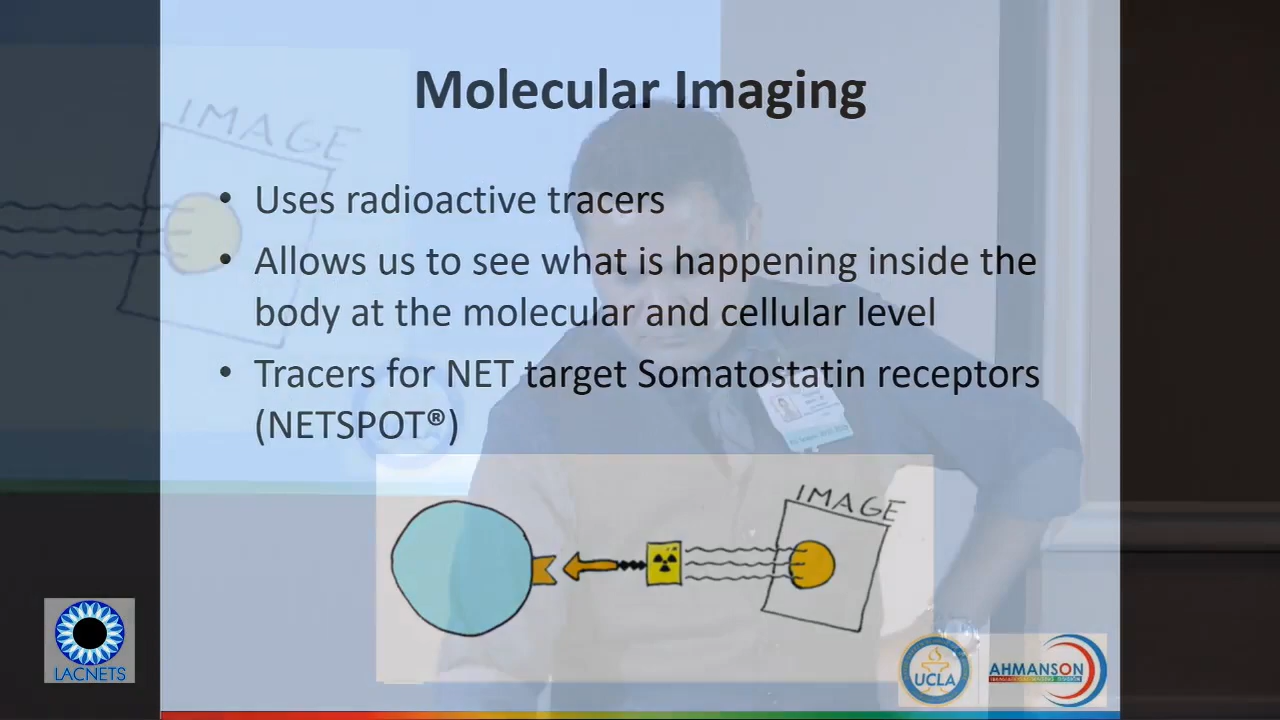 Molecular Imaging
• Uses radioactive tracers
• Allows us to see what is happening inside the
body at the molecular and cellular level
• Tracers for NET target Somatostatin receptors
(NETSPOT®)
IMAGE
IMAGE
LACNETS
UCLA
AHMANSON